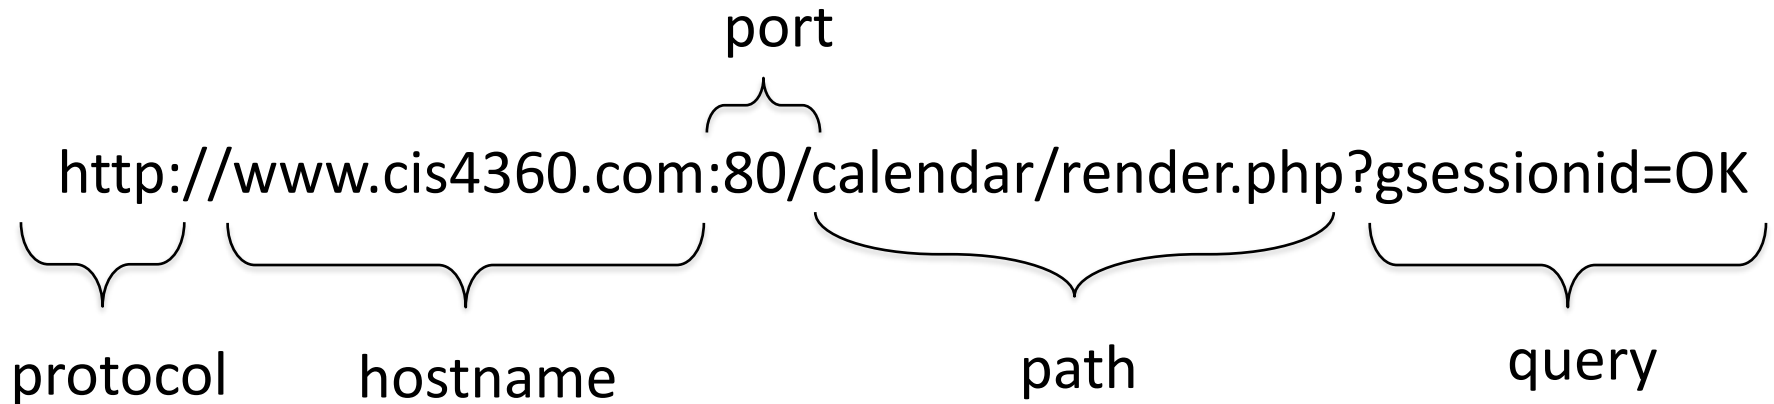 port
http://www.cis4360.com:80/calendar/render.php?gsessionid=OK
protocol hostname path query